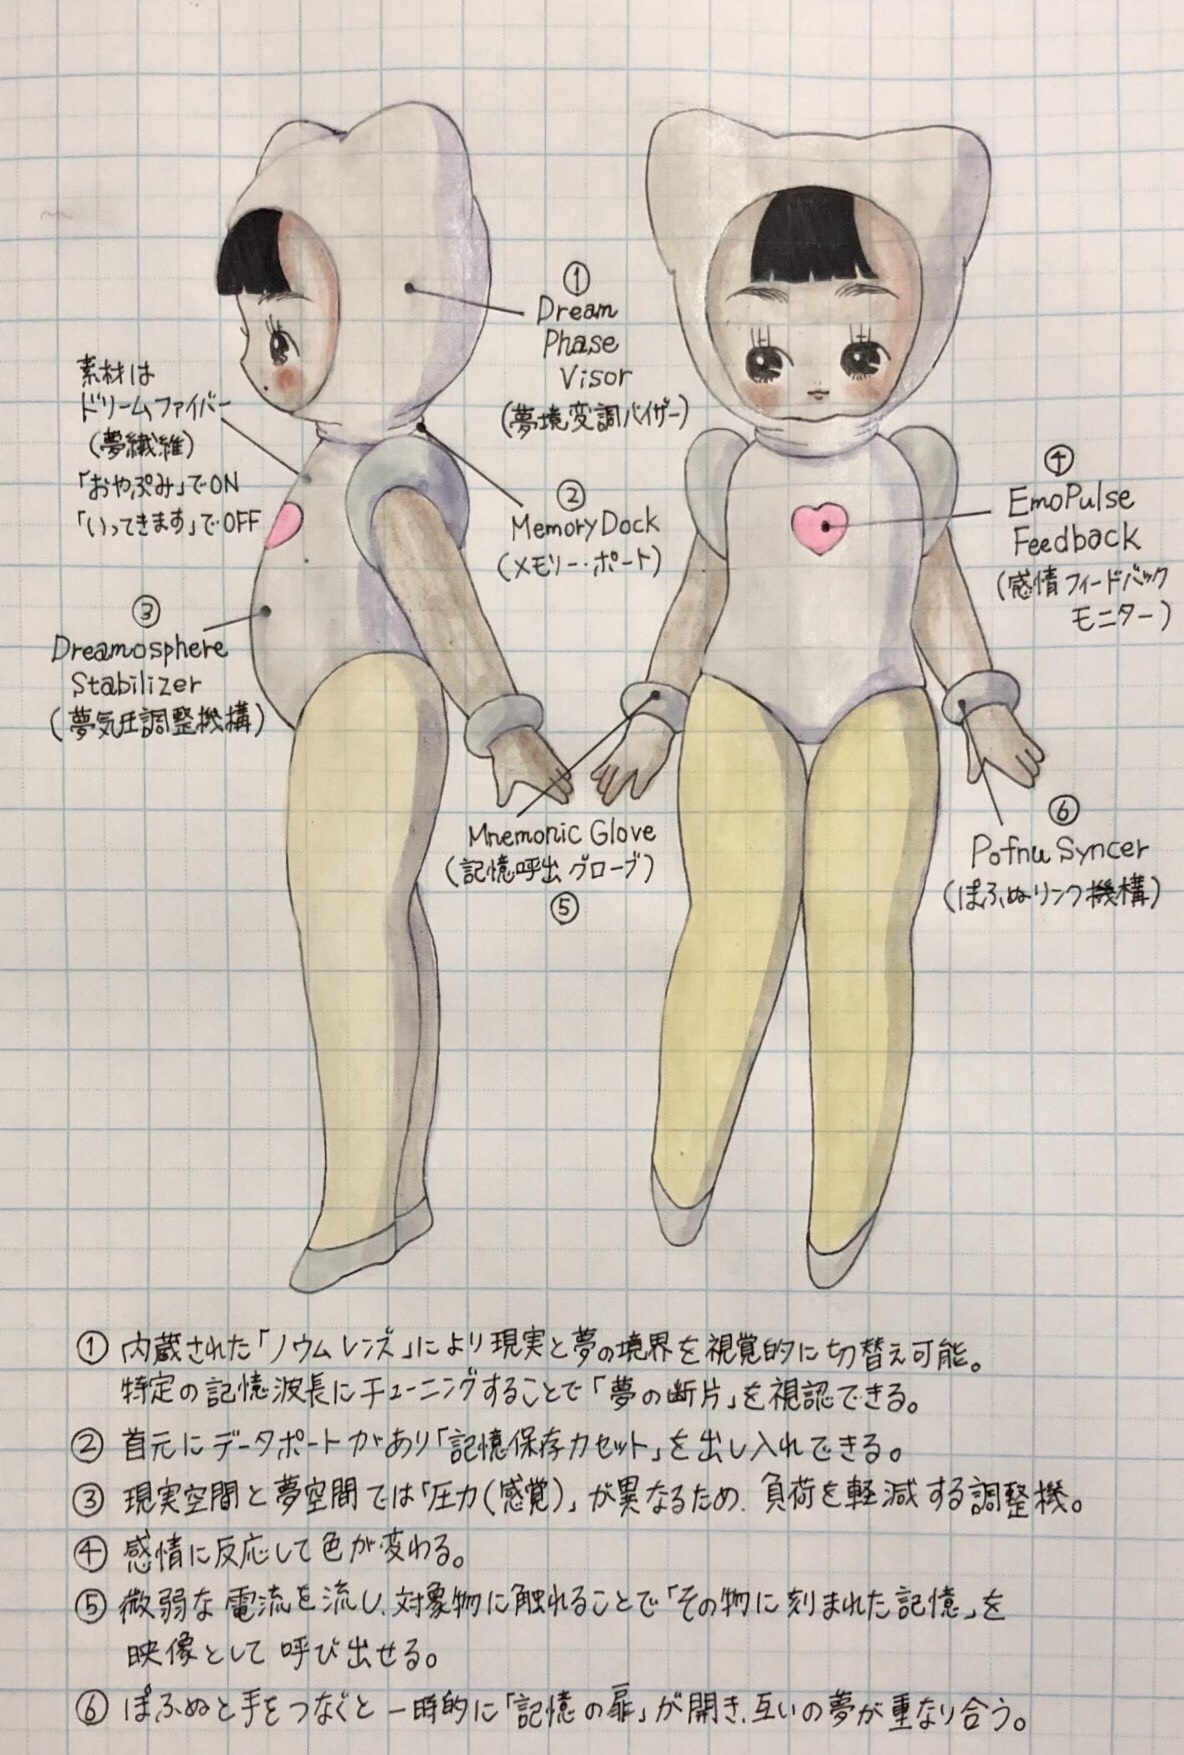 ①
Dream
Phase
Visor
(夢境変調バイザー)
素材は
ドリームファイバー
(夢繊維)
「おやぷみ」でON
「いってきます」でOFF
②
Memory Dock
(メモリー・ポート)
③
Dreamosphere
Stabilizer
(夢気圧調整機構)
④
EmoPulse
Feedback
(感情フィードバック
モニター)
Mnemonic Glove
(記憶呼出グローブ)
⑤
⑥
Pofnu Syncer
(ぽふぬリンク機構)
① 内蔵された「ノウムレンズ」により現実と夢の境界を視覚的に切替え可能。
特定の記憶波長にチューニングすることで「夢の断片」を視認できる。
② 首元にデータポートがあり「記憶保存カセット」を出し入れできる。
③ 現実空間と夢空間では「圧力(感覚)」が異なるため、負荷を軽減する調整機。
④ 感情に反応して色が変わる。
⑤ 微弱な電流を流し、対象物に触れることで「その物に刻まれた記憶」を
映像として呼び出せる。
⑥ ぽふぬと手をつなぐと一時的に「記憶の扉」が開き、互いの夢が重なり合う。